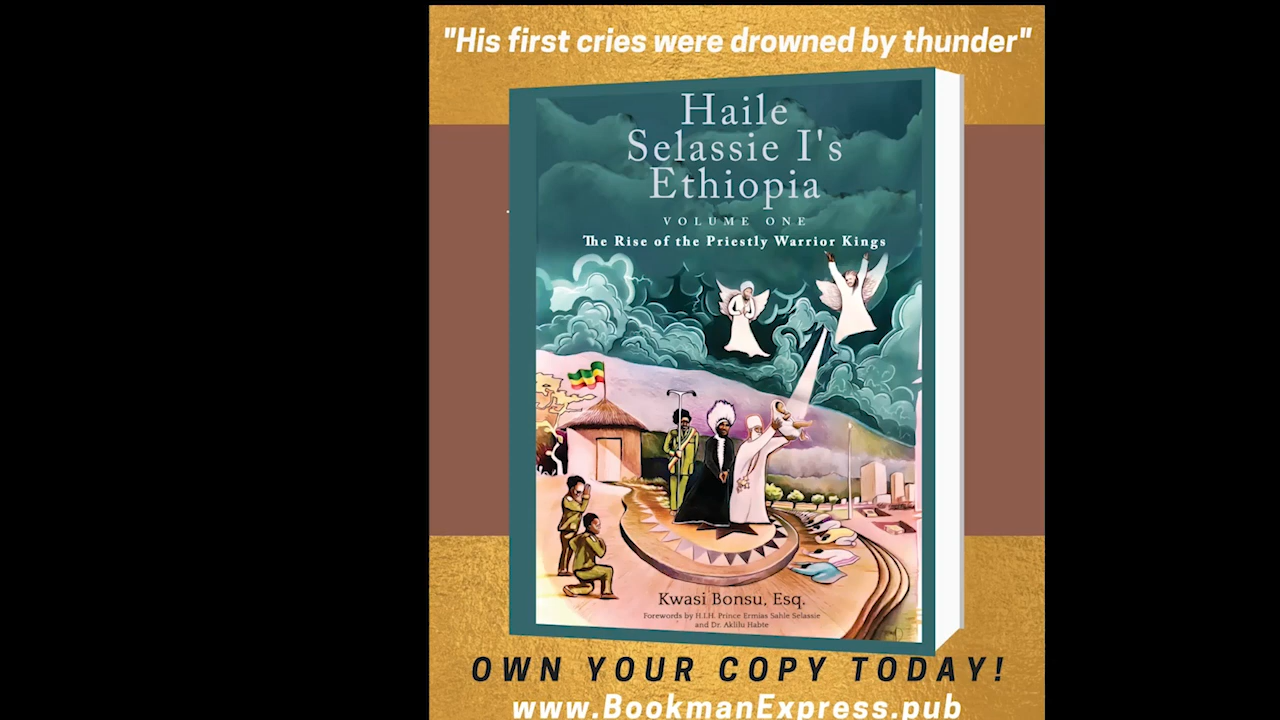 "His first cries were drowned by thunder"
Haile
Selassie I's
Ethiopia
VOLUME ONE
The Rise of the Priestly Warrior Kings
Kwasi Bonsu, Esq.
Forewords by H.I.H. Prince Ermias Sahle Selassie
and Dr. Aklilu Habte
OWN YOUR COPY TODAY!
www.BookmanExpress.pub